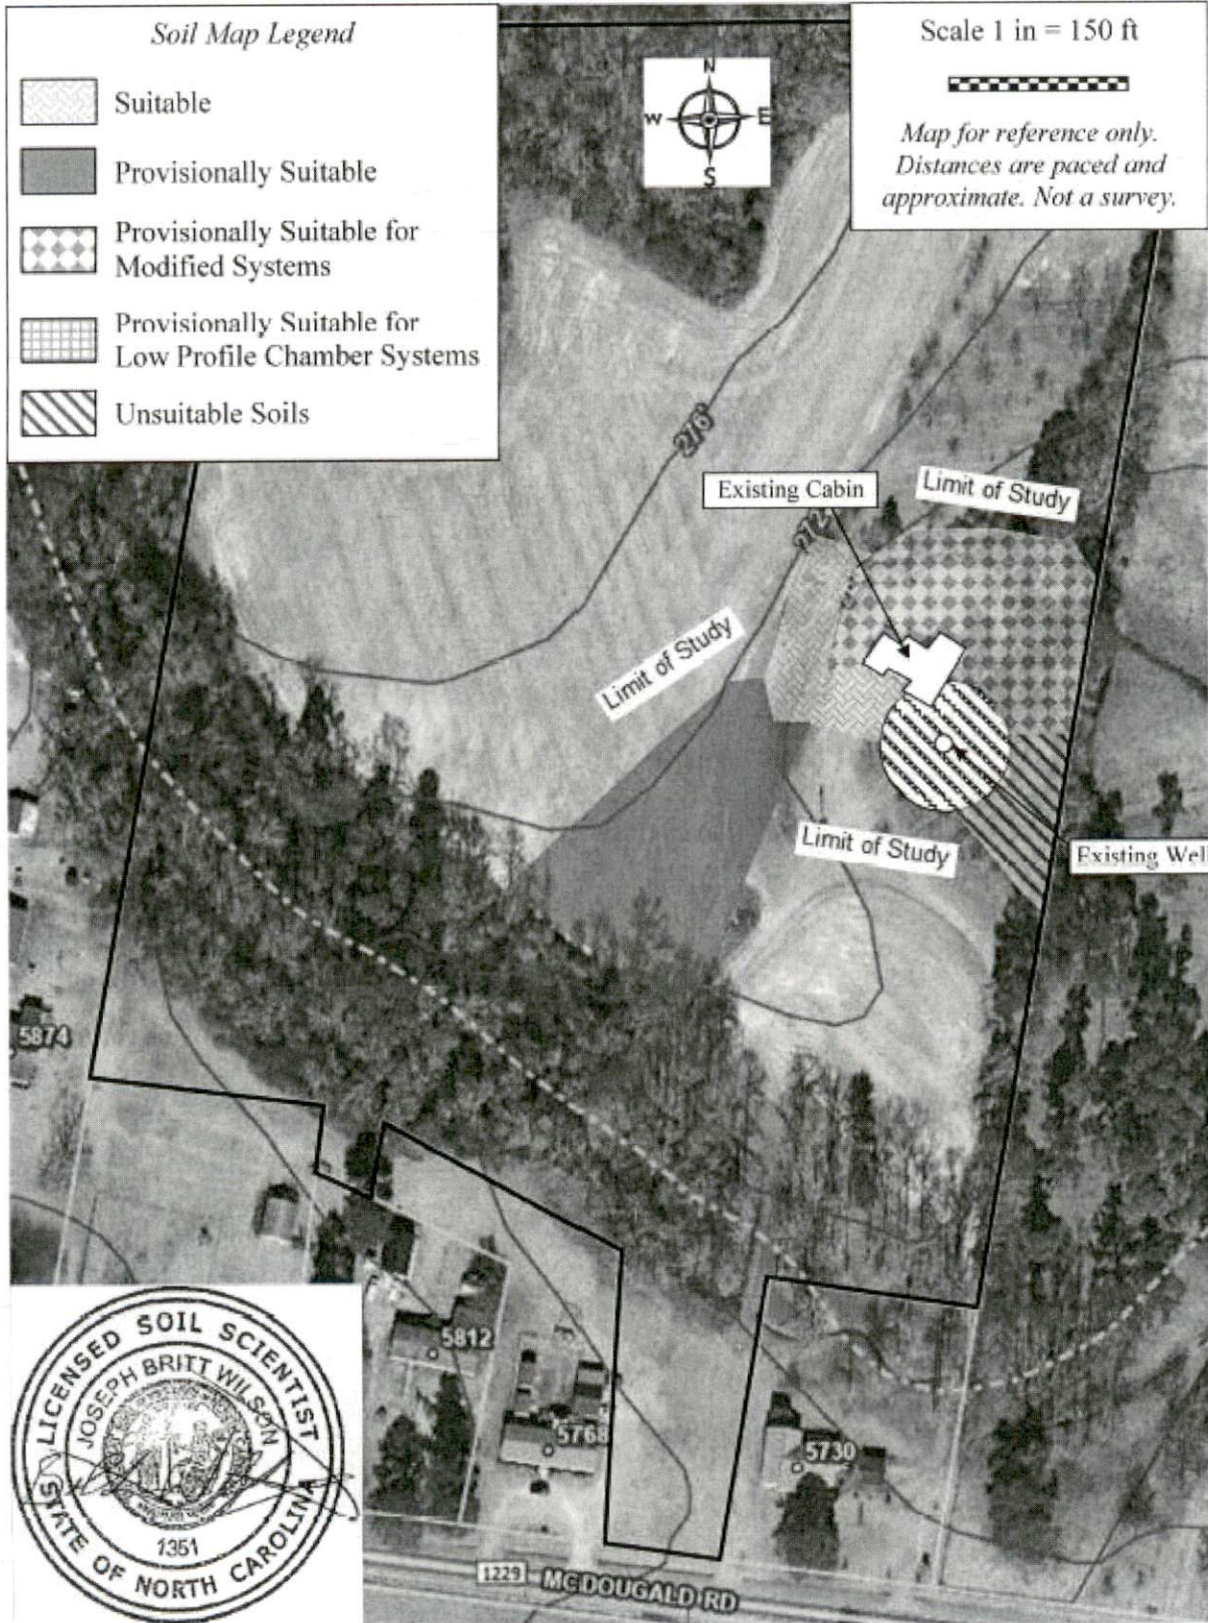 Soil Map Legend
Suitable
Provisionally Suitable
Provisionally Suitable for
Modified Systems
Provisionally Suitable for
Low Profile Chamber Systems
Unsuitable Soils
N
W
E
S
Scale 1 in = 150 ft
Map for reference only.
Distances are paced and
approximate. Not a survey.
276
Existing Cabin
Limit of Study
Limit of Study
Limit of Study
Existing Well
5874
5812
5768
5730
1229 MCDOUGALD RD
LICENSED SOIL SCIENTIST
JOSEPH BRITT WILSON
1351
STATE OF NORTH CAROLINA